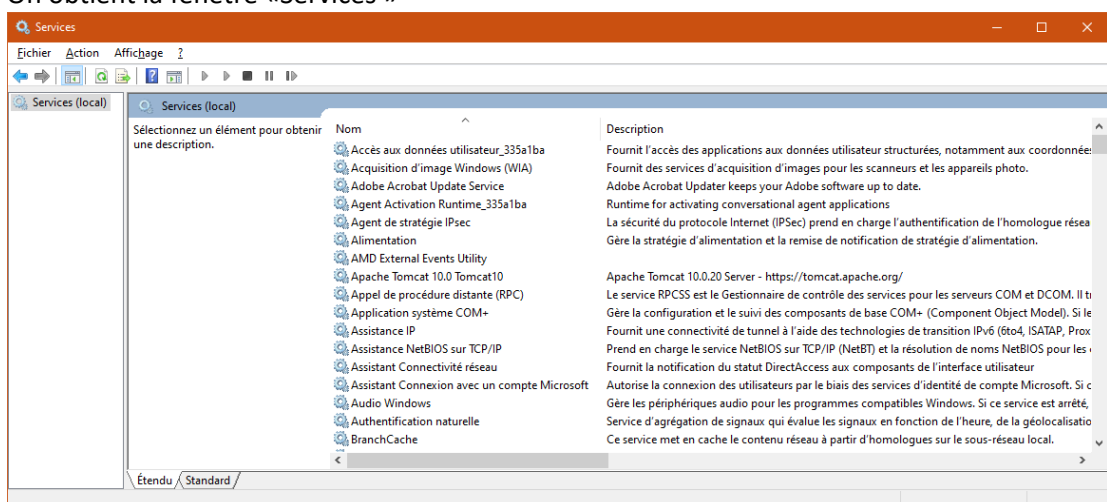 On obtient la fenêtre «Services »
Services
Fichier Action Affichage ?
Services (local)
Services (local)
Sélectionnez un élément pour obtenir une description.
Nom Description
Accès aux données utilisateur_335a1ba Fournit l'accès des applications aux données utilisateur structurées, notamment aux coordonnée
Acquisition d'image Windows (WIA) Fournit des services d'acquisition d'images pour les scanneurs et les appareils photo.
Adobe Acrobat Update Service Adobe Acrobat Updater keeps your Adobe software up to date.
Agent Activation Runtime_335a1ba Runtime for activating conversational agent applications
Agent de stratégie IPsec La sécurité du protocole Internet (IPSec) prend en charge l'authentification de l'homologue résea
Alimentation Gère la stratégie d'alimentation et la remise de notification de stratégie d'alimentation.
AMD External Events Utility
Apache Tomcat 10.0 Tomcat10 Apache Tomcat 10.0.20 Server - https://tomcat.apache.org/
Appel de procédure distante (RPC) Le service RPCSS est le Gestionnaire de contrôle des services pour les serveurs COM et DCOM. Il
Application système COM+ Gère la configuration et le suivi des composants de base COM+ (Component Object Model). Si le
Assistance IP Fournit une connectivité de tunnel à l'aide des technologies de transition IPv6 (6to4, ISATAP, Prox
Assistance NetBIOS sur TCP/IP Prend en charge le service NetBIOS sur TCP/IP (NetBT) et la résolution de noms NetBIOS pour les
Assistant Connectivité réseau Fournit la notification du statut DirectAccess aux composants de l'interface utilisateur
Assistant Connexion avec un compte Microsoft Autorise la connexion des utilisateurs par le biais des services d'identité de compte Microsoft. Si c
Audio Windows Gère les périphériques audio pour les programmes compatibles Windows. Si ce service est arrêté,
Authentification naturelle Service d'agrégation de signaux qui évalue les signaux en fonction de l'heure, de la géolocalisatio
BranchCache Ce service met en cache le contenu réseau à partir d'homologues sur le sous-réseau local.
Étendu Standard